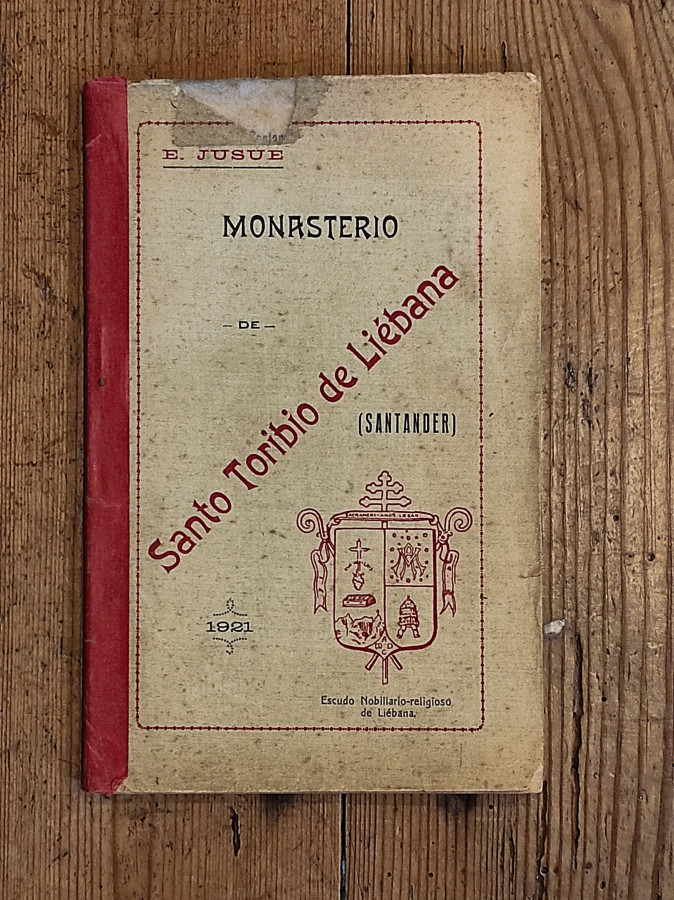 E. JUSUE
MONASTERIO
— DE —
Santo Toribio de Liébana
(SANTANDER)
1921
Escudo Nobiliario-religioso
de Liébana.